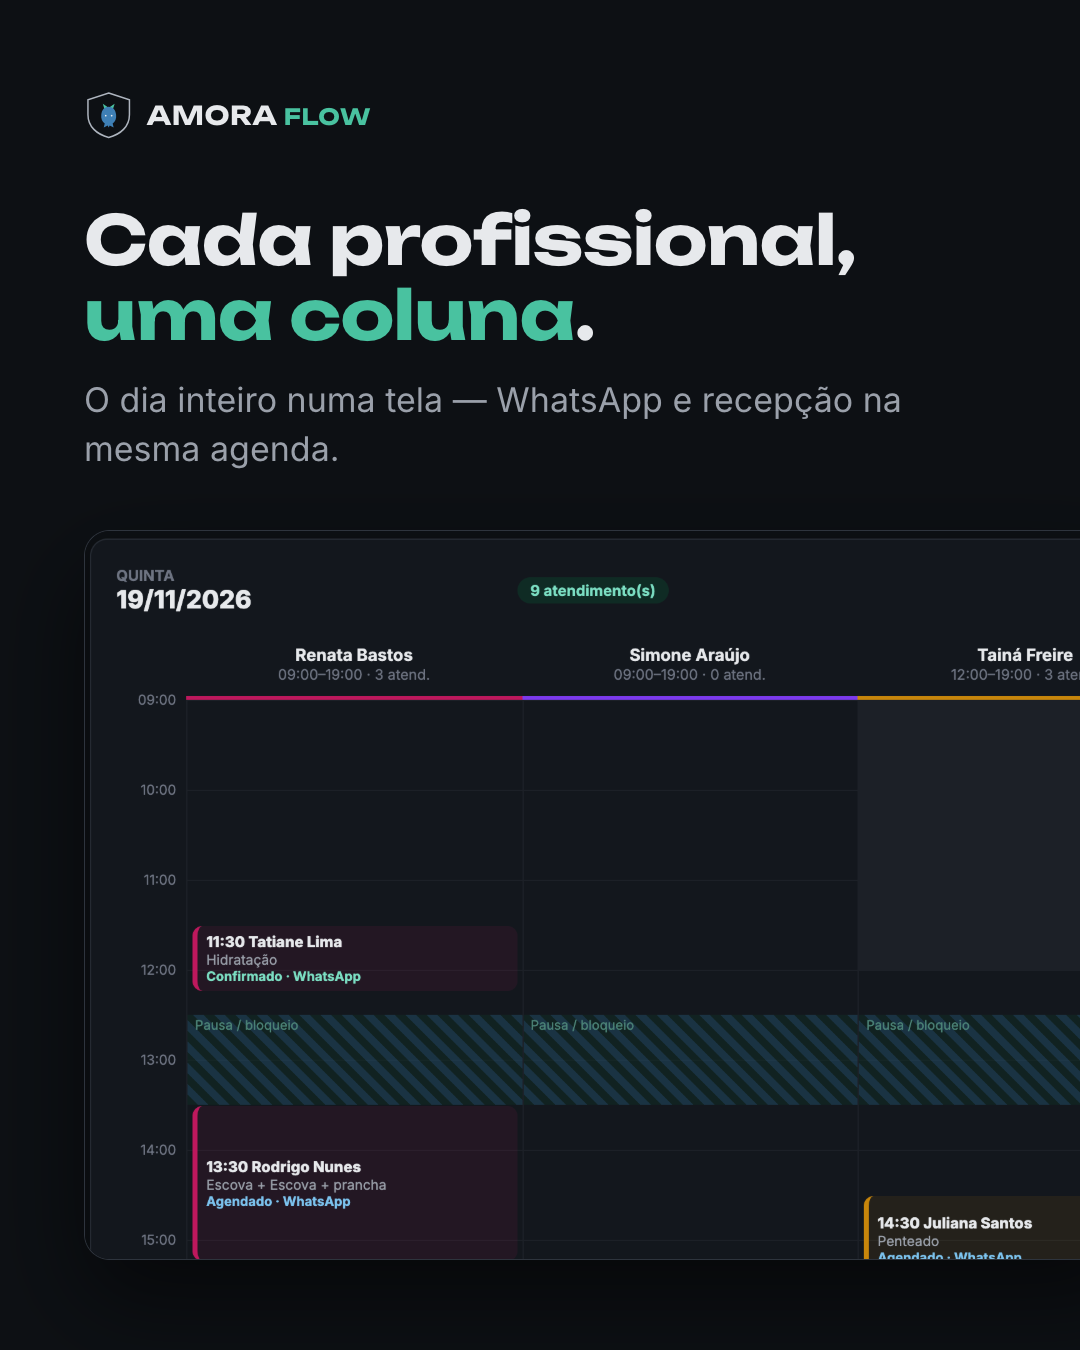 AMORA FLOW
Cada profissional,
uma coluna.
O dia inteiro numa tela — WhatsApp e recepção na
mesma agenda.
QUINTA
19/11/2026
9 atendimento(s)
Renata Bastos
09:00–19:00 · 3 atend.
Simone Araújo
09:00–19:00 · 0 atend.
Tainá Freire
12:00–19:00 · 3
09:00
10:00
11:00
11:30 Tatiane Lima
Hidratação
Confirmado · WhatsApp
12:00
Pausa / bloqueio
Pausa / bloqueio
Pausa / bloqueio
13:00
14:00
13:30 Rodrigo Nunes
Escova + Escova + prancha
Agendado · WhatsApp
14:30 Juliana Santos
Penteado
Agendado · WhatsApp
15:00